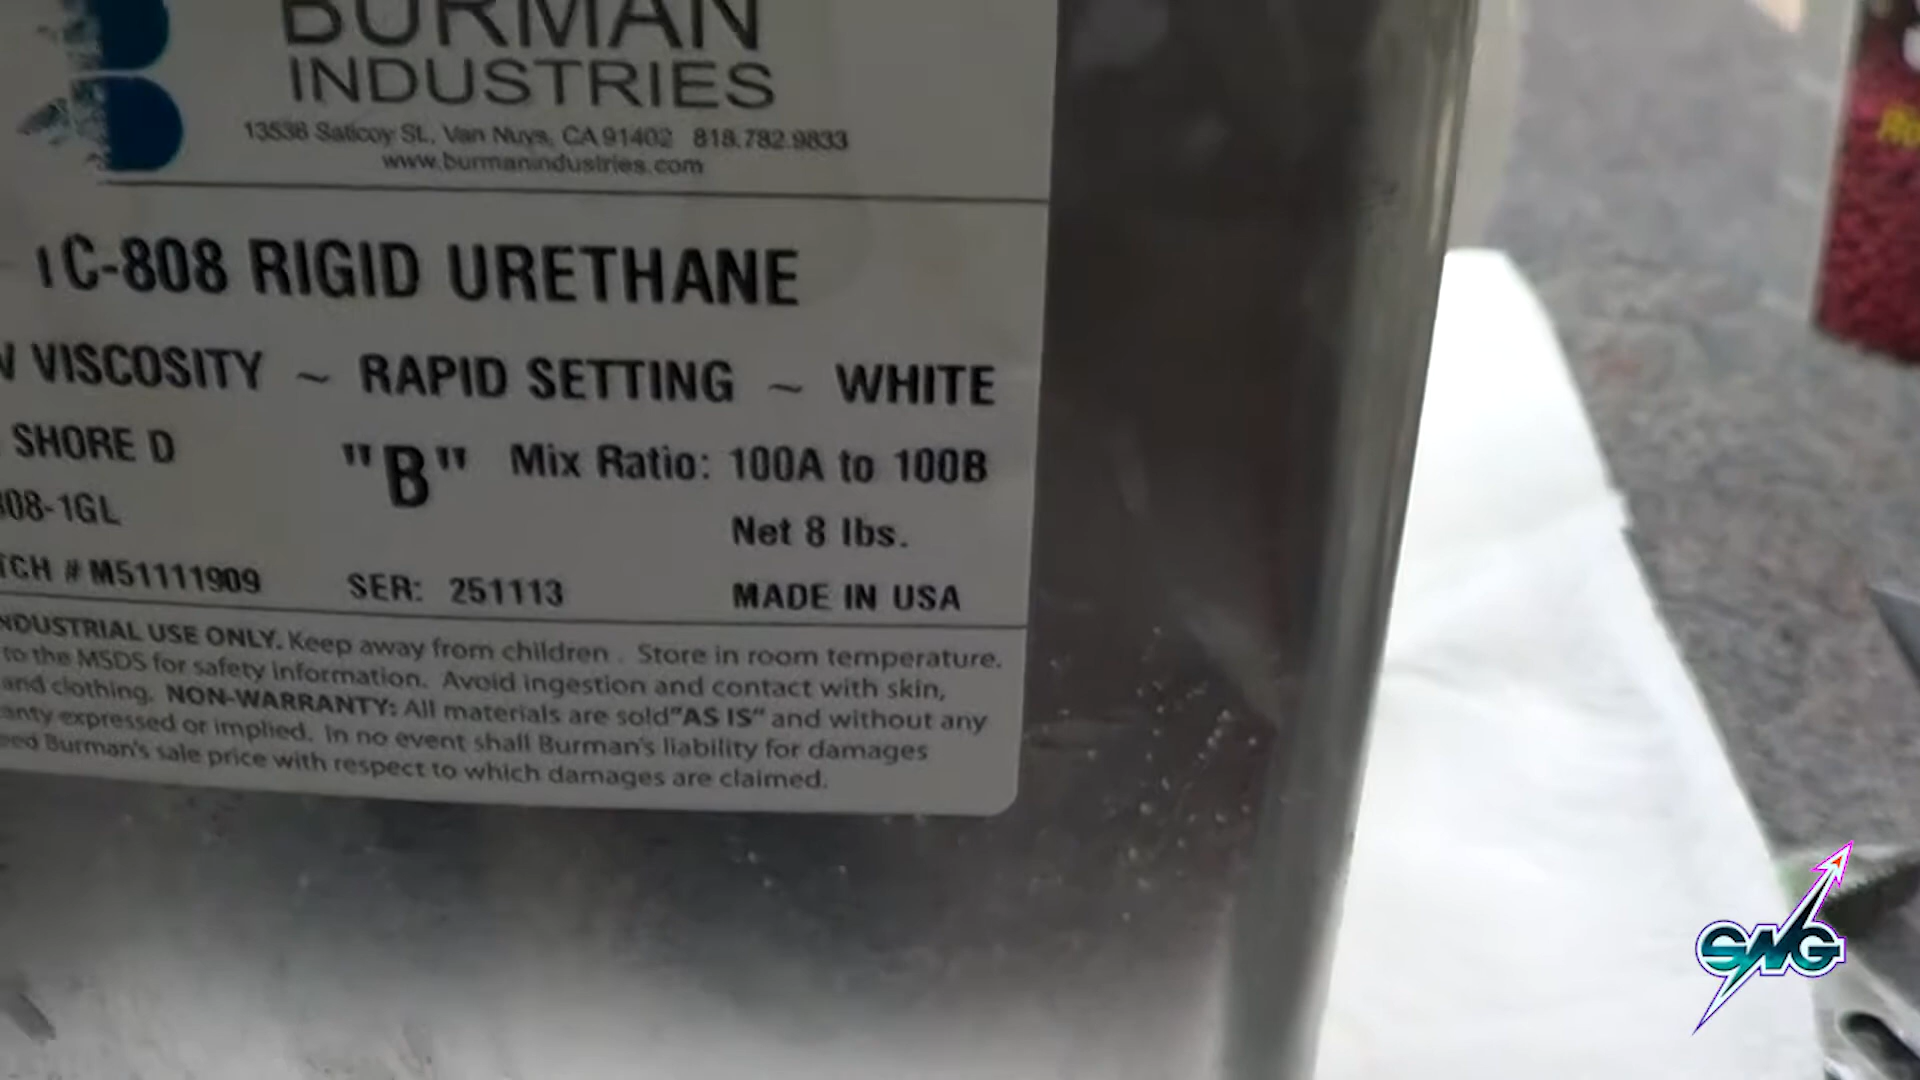 BURMAN
INDUSTRIES
13536 Saticoy St., Van Nuys, CA 91402 818.782.9833
www.burmanindustries.com
C-808 RIGID URETHANE
VISCOSITY ~ RAPID SETTING ~ WHITE
SHORE D
"B" Mix Ratio: 100A to 100B
08-1GL
Net 8 lbs.
TCH # M51111909 SER: 251113 MADE IN USA
NDUSTRIAL USE ONLY. Keep away from children . Store in room temperature.
to the MSDS for safety information. Avoid ingestion and contact with skin,
and clothing. NON-WARRANTY: All materials are sold"AS IS" and without any
anty expressed or implied. In no event shall Burman's liability for damages
eed Burman's sale price with respect to which damages are claimed.
SNG